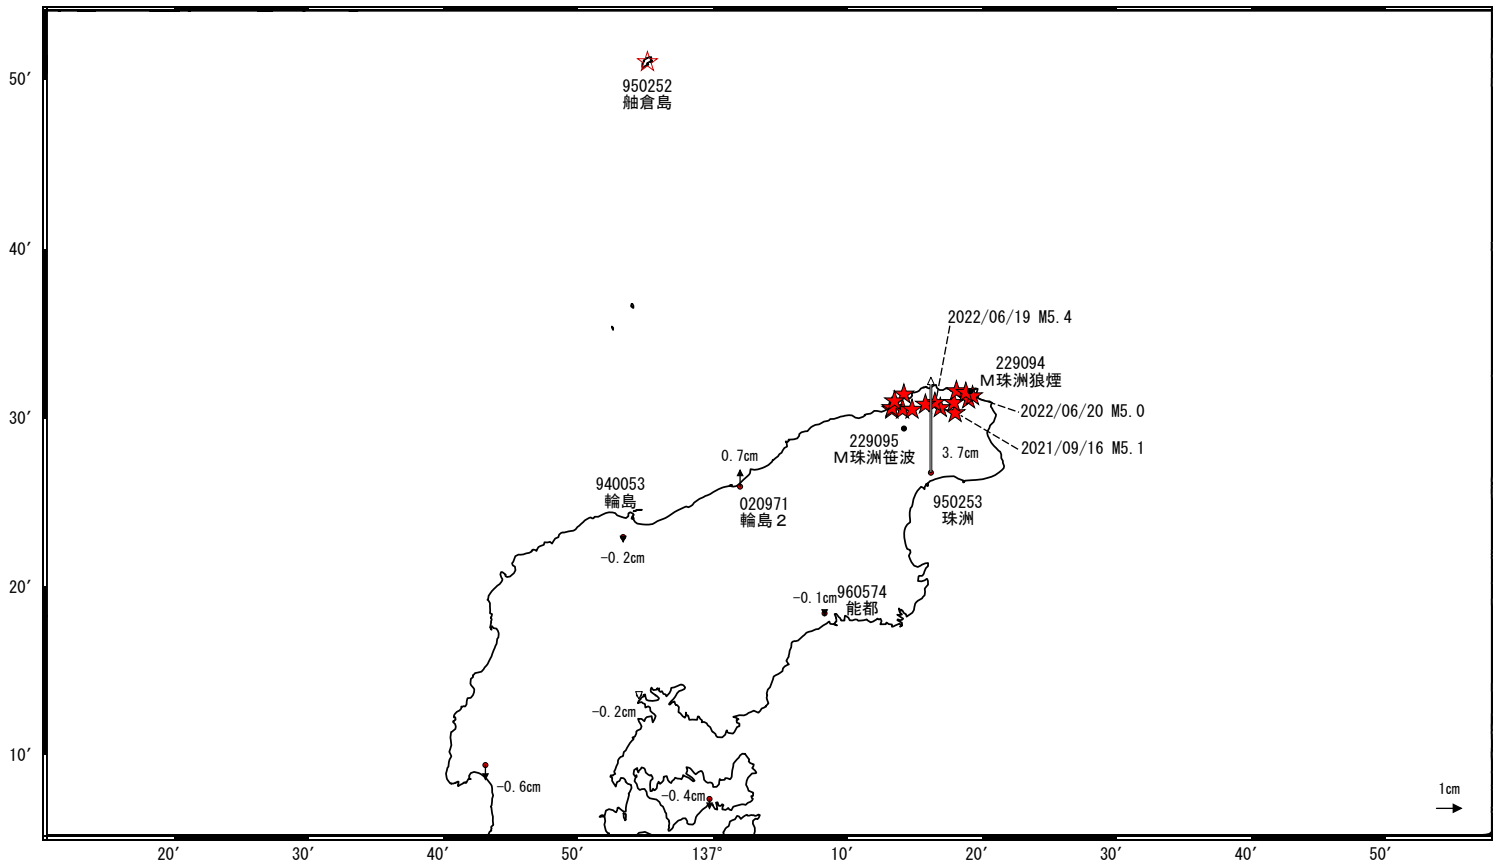 50′
950252
舳倉島
40′
2022/06/19 M5.4
229094
Ｍ珠洲狼煙
2022/06/20 M5.0
30′
2021/09/16 M5.1
229095
Ｍ珠洲笹波
3.7cm
0.7cm
940053
輪島
020971
輪島２
950253
珠洲
-0.2cm
20′
-0.1cm
960574
能都
-0.2cm
10′
-0.6cm
-0.4cm
1cm
20′ 30′ 40′ 50′ 137° 10′ 20′ 30′ 40′ 50′